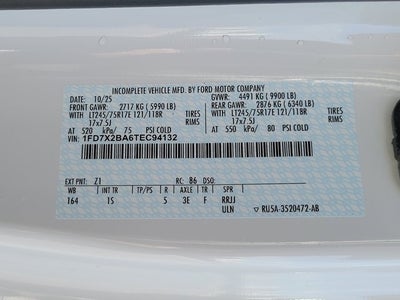 INCOMPLETE VEHICLE MFD. BY FORD MOTOR COMPANY
DATE: 10/25 GVWR: 4491 KG ( 9900 LB)
FRONT GAWR: 2717 KG ( 5990 LB) REAR GAWR: 2876 KG ( 6340 LB)
WITH LT245/75R17E 121/118R TIRES WITH LT245/75R17E 121/118R TIRES
17x7.5J RIMS 17x7.5J RIMS
AT 520 kPa/ 75 PSI COLD AT 550 kPa/ 80 PSI COLD
VIN: 1FD7X2BA6TEC94132
EXT PNT: Z1 RC: 86 DSO:
WB INT TR TP/PS R AXLE TR SPR
164 1S 5 3E F RRJJ
ULN ▽ RU5A-3520472-AB